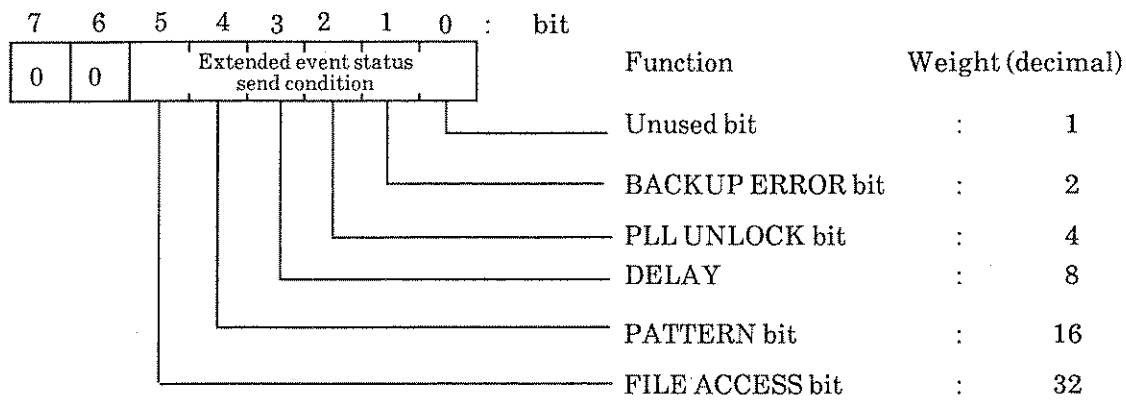 7 6 5 4 3 2 1 0 : bit
0 0 Extended event status
send condition
Function Weight (decimal)
Unused bit : 1
BACKUP ERROR bit : 2
PLL UNLOCK bit : 4
DELAY : 8
PATTERN bit : 16
FILE ACCESS bit : 32